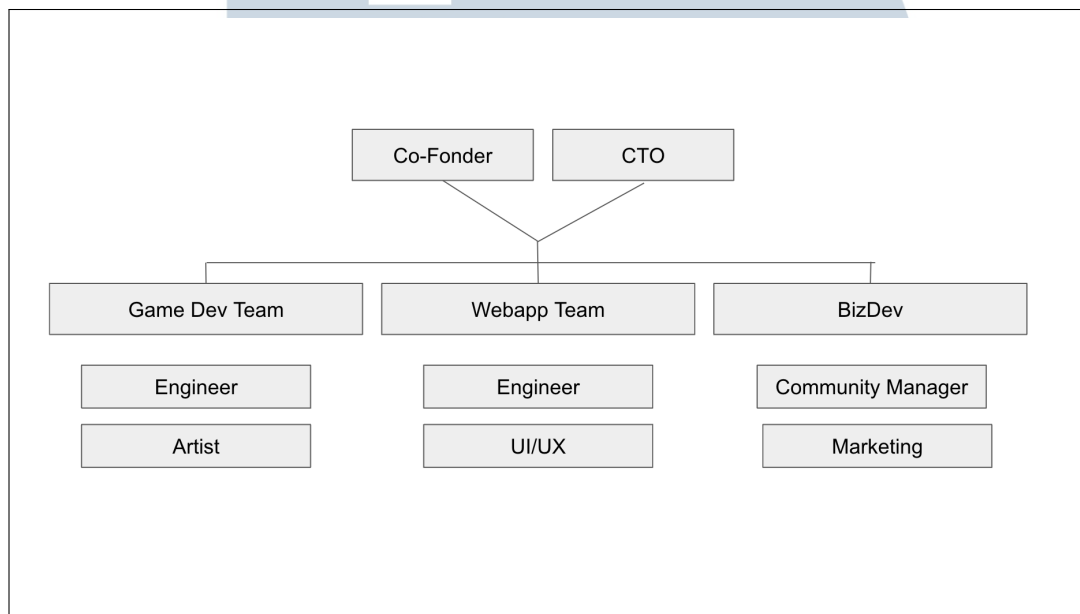 Co-Fonder
CTO
Game Dev Team
Webapp Team
BizDev
Engineer
Engineer
Community Manager
Artist
UI/UX
Marketing